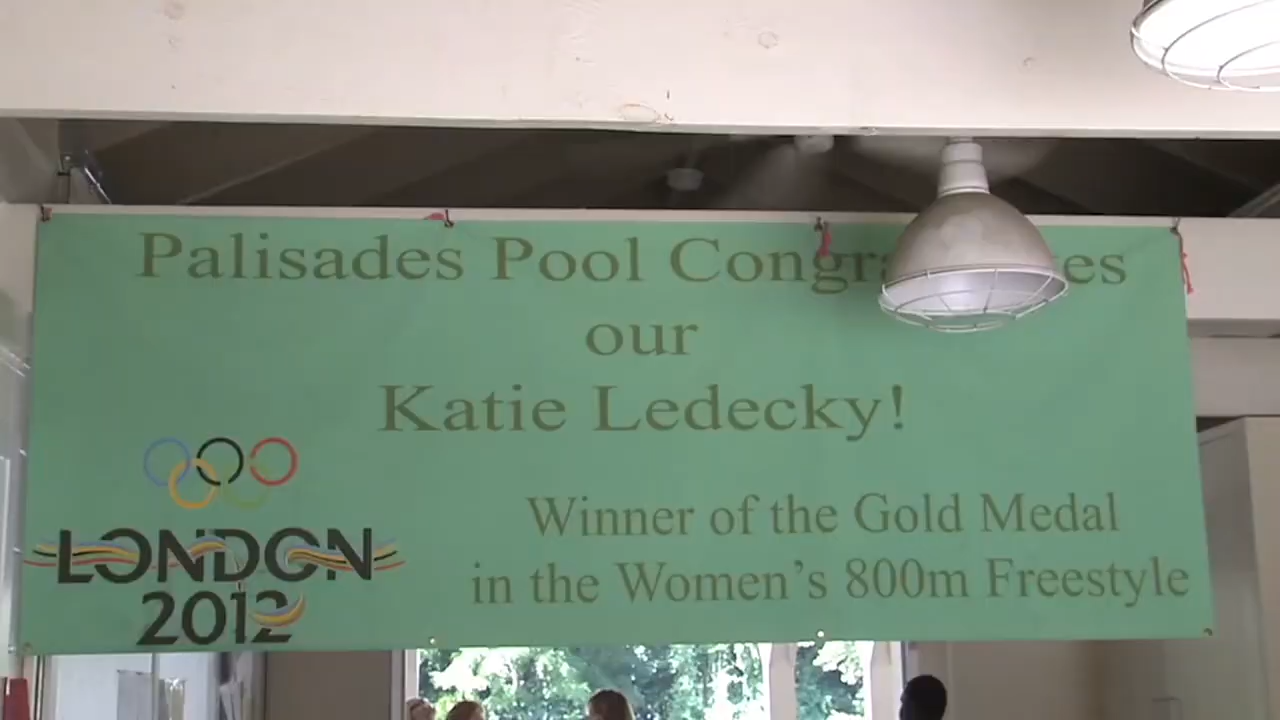 Palisades Pool
our
Katie Ledecky!
Winner of the Gold Medal
in the Women's 800m Freestyle
LONDON
2012